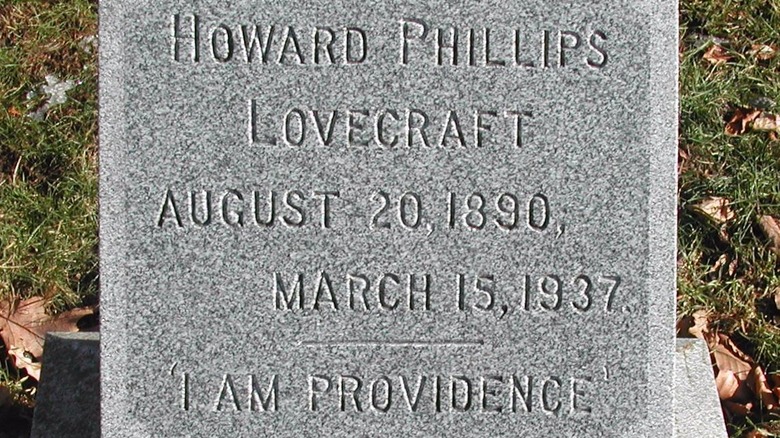 Howard Phillips
Lovecraft
August 20, 1890,
March 15, 1937.
'I AM PROVIDENCE'